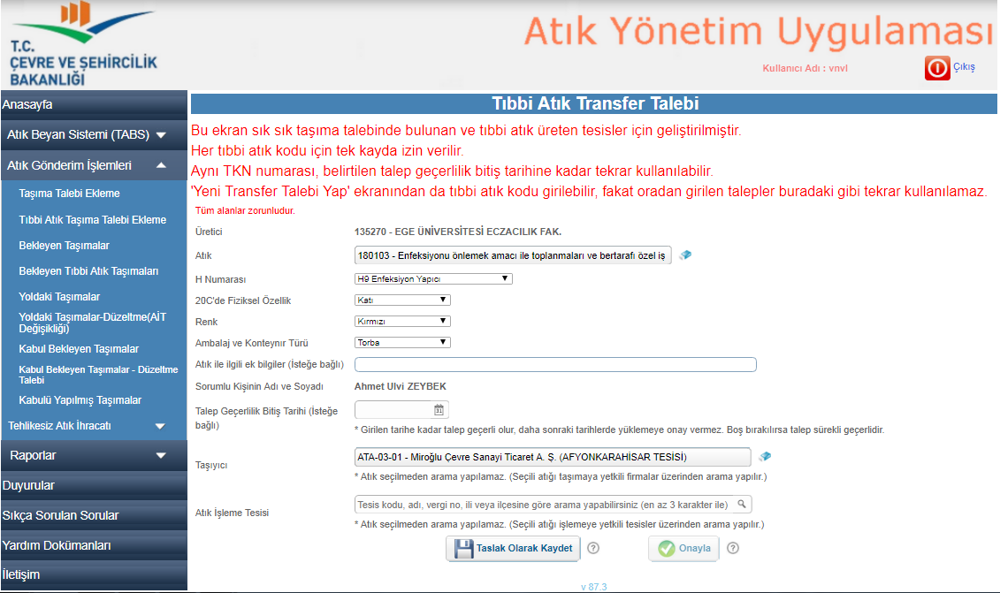 T.C.
ÇEVRE VE ŞEHİRCİLİK
BAKANLIĞI
Atık Yönetim Uygulaması
Kullanıcı Adı : vnvl
Çıkış
Anasayfa
Atık Beyan Sistemi (TABS)
Atık Gönderim İşlemleri
Taşıma Talebi Ekleme
Tıbbi Atık Taşıma Talebi Ekleme
Bekleyen Taşımalar
Bekleyen Tıbbi Atık Taşımaları
Yoldaki Taşımalar
Yoldaki Taşımalar-Düzeltme(AİT
Değişikliği)
Kabul Bekleyen Taşımalar
Kabul Bekleyen Taşımalar - Düzeltme
Talebi
Kabulü Yapılmış Taşımalar
Tehlikesiz Atık İhracatı
Raporlar
Duyurular
Sıkça Sorulan Sorular
Yardım Dokümanları
İletişim
Tıbbi Atık Transfer Talebi
Bu ekran sık sık taşıma talebinde bulunan ve tıbbi atık üreten tesisler için geliştirilmiştir.
Her tıbbi atık kodu için tek kayda izin verilir.
Aynı TKN numarası, belirtilen talep geçerlilik bitiş tarihine kadar tekrar kullanılabilir.
'Yeni Transfer Talebi Yap' ekranından da tıbbi atık kodu girilebilir, fakat oradan girilen talepler buradaki gibi tekrar kullanılamaz.
Tüm alanlar zorunludur.
Üretici 135270 - EGE ÜNİVERSİTESİ ECZACILIK FAK.
Atık 180103 - Enfeksiyonu önlemek amacı ile toplanmaları ve bertarafı özel iş
H Numarası H9 Enfeksiyon Yapıcı
20C'de Fiziksel Özellik Katı
Renk Kırmızı
Ambalaj ve Konteynır Türü Torba
Atık ile ilgili ek bilgiler (İsteğe bağlı)
Sorumlu Kişinin Adı ve Soyadı Ahmet Ulvi ZEYBEK
Talep Geçerlilik Bitiş Tarihi (İsteğe
bağlı)
* Girilen tarihe kadar talep geçerli olur, daha sonraki tarihlerde yüklemeye onay vermez. Boş bırakılırsa talep sürekli geçerlidir.
Taşıyıcı ATA-03-01 - Miroğlu Çevre Sanayi Ticaret A. Ş. (AFYONKARAHİSAR TESİSİ)
* Atık seçilmeden arama yapılamaz. (Seçili atığı taşımaya yetkili firmalar üzerinden arama yapılır.)
Atık İşleme Tesisi Tesis kodu, adı, vergi no, ili veya ilçesine göre arama yapabilirsiniz (en az 3 karakter ile)
* Atık seçilmeden arama yapılamaz. (Seçili atığı işlemeye yetkili tesisler üzerinden arama yapılır.)
Taslak Olarak Kaydet ? Onayla ?
v 87.3